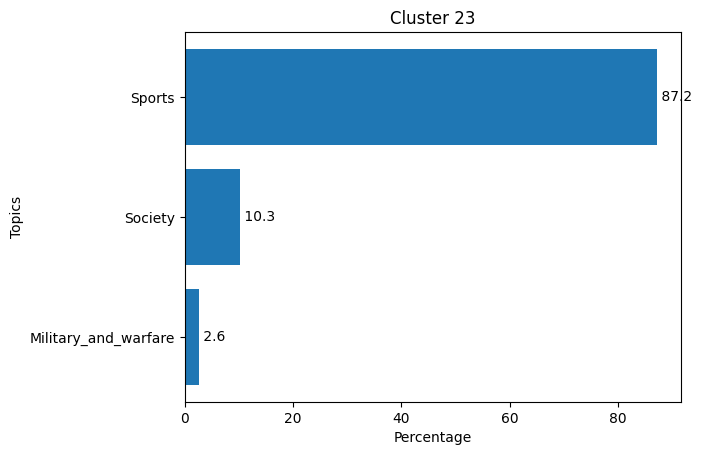 Cluster 23
Topics
Sports
87.2
Society
10.3
Military_and_warfare
2.6
0 20 40 60 80
Percentage